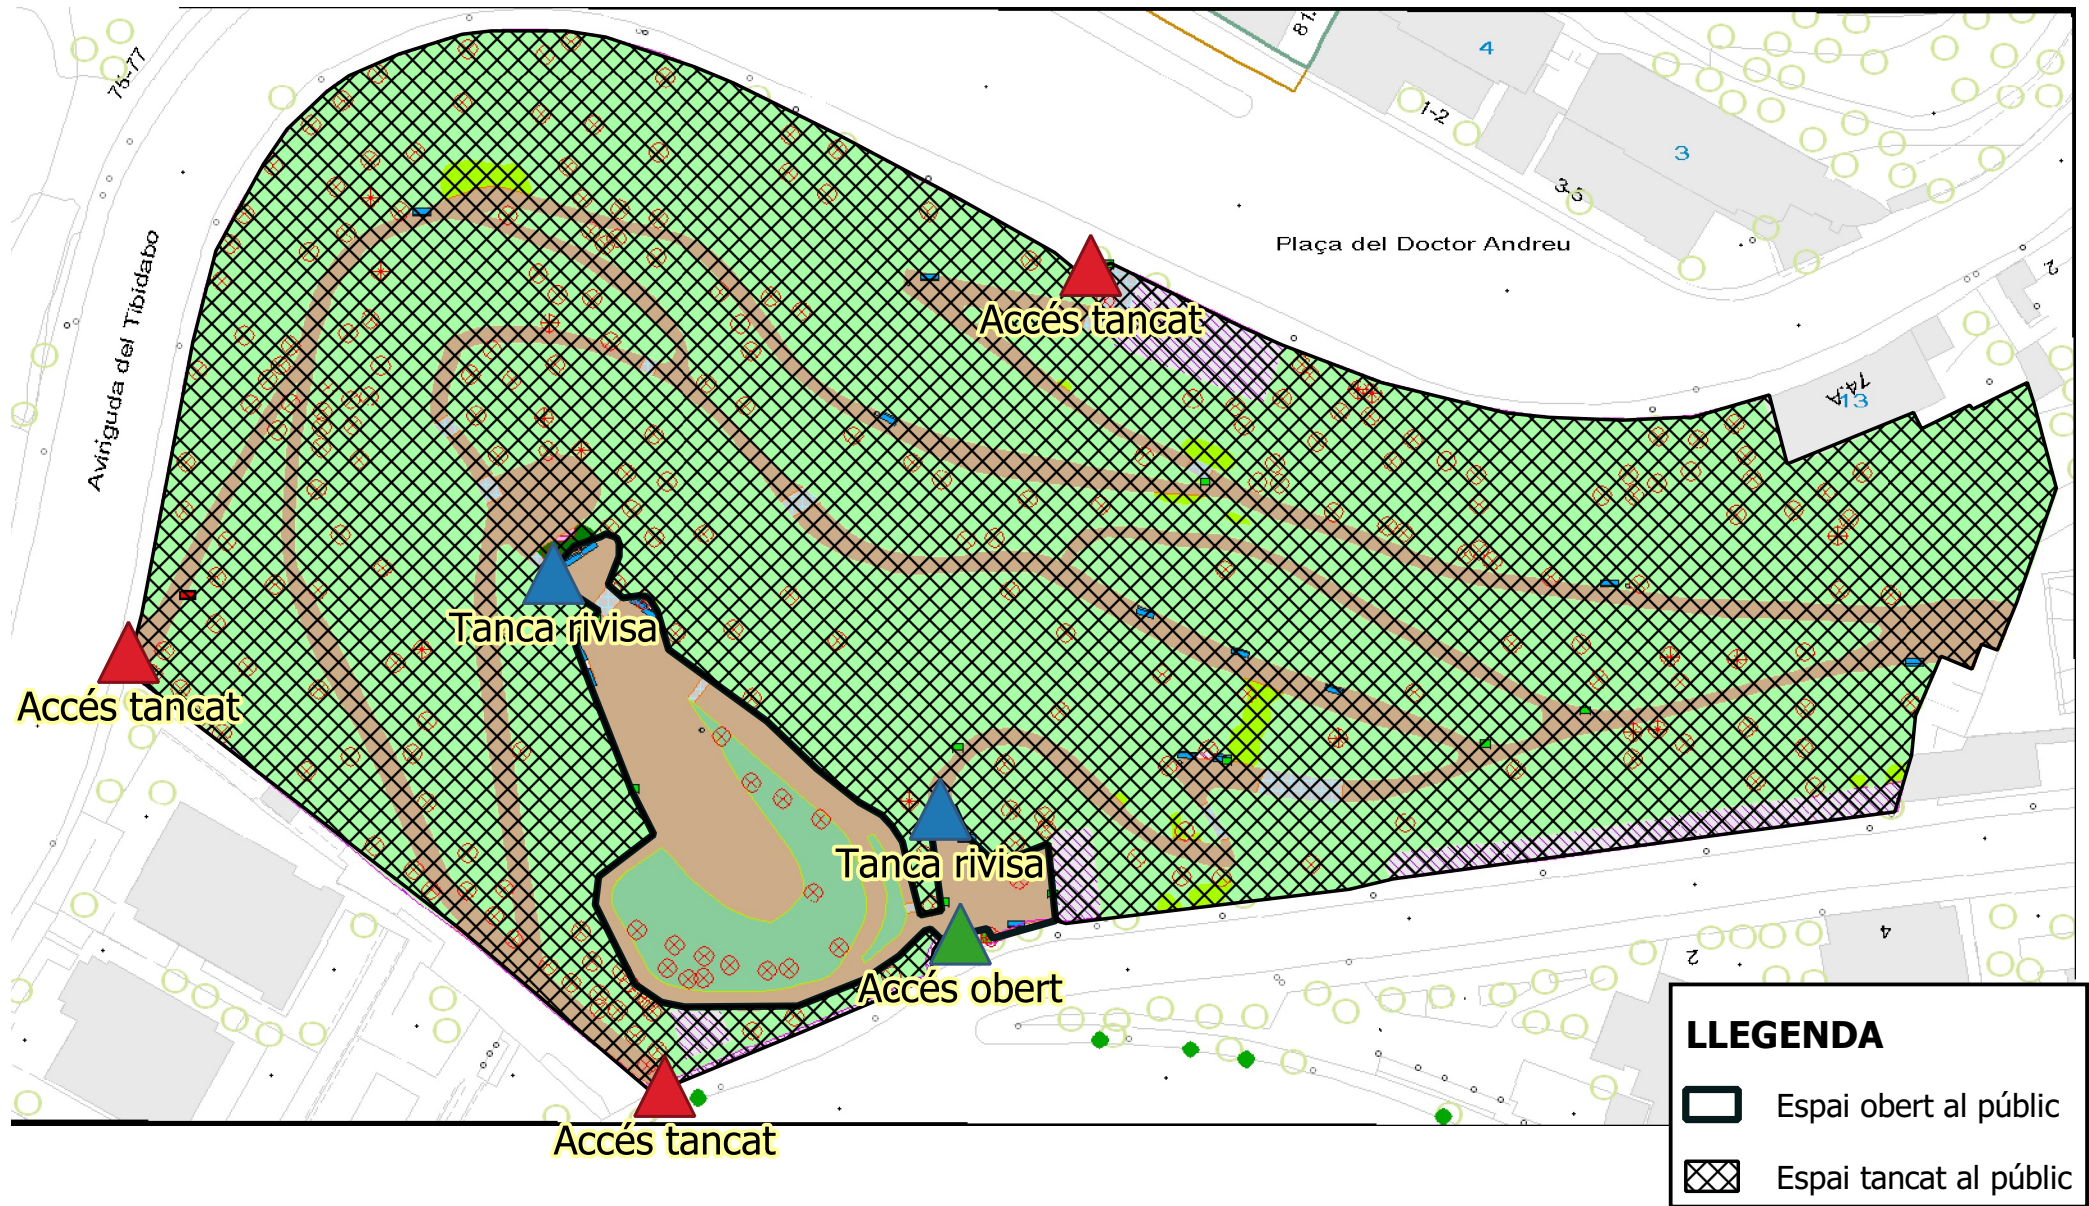 75-77
81.
4
1-2
3
3-5
Plaça del Doctor Andreu
2
Avinguda del Tibidabo
Accés tancat
74.A
13
Tanca rivisa
Accés tancat
Tanca rivisa
4
2
Accés obert
Accés tancat
LLEGENDA
Espai obert al públic
Espai tancat al públic